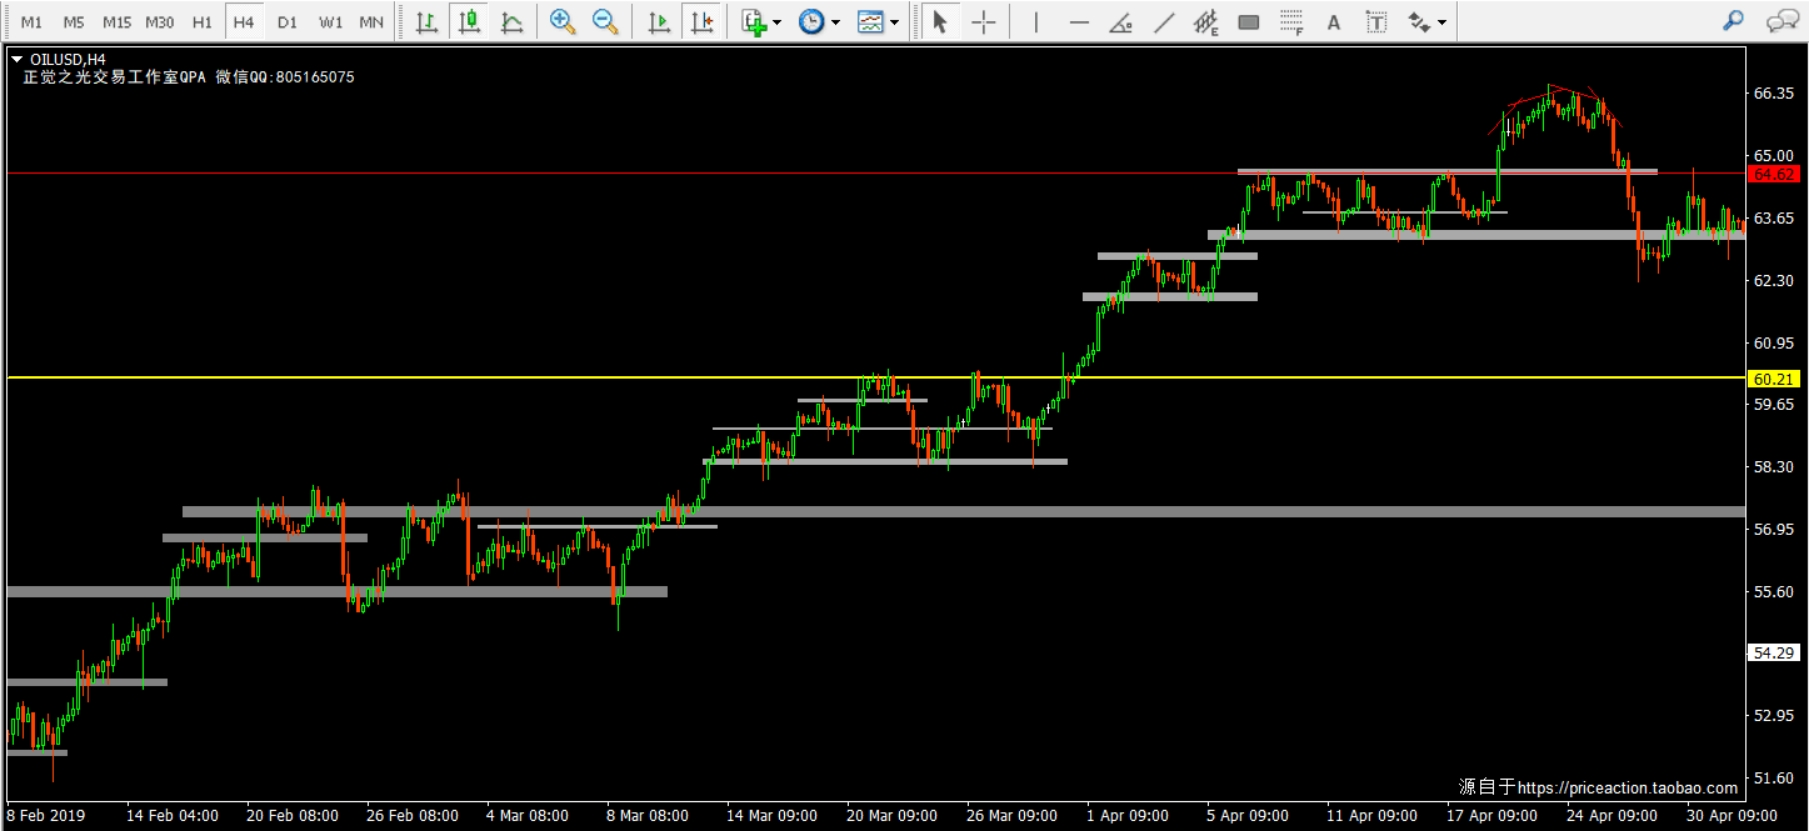 M1 M5 M15 M30 H1 H4 D1 W1 MN
OILUSD,H4
正觉之光交易工作室QPA 微信QQ:805165075
66.35
65.00
64.62
63.65
62.30
60.95
60.21
59.65
58.30
56.95
55.60
54.29
52.95
51.60
源自于https://priceaction.taobao.com
8 Feb 2019 14 Feb 04:00 20 Feb 08:00 26 Feb 08:00 4 Mar 08:00 8 Mar 08:00 14 Mar 09:00 20 Mar 09:00 26 Mar 09:00 1 Apr 09:00 5 Apr 09:00 11 Apr 09:00 17 Apr 09:00 24 Apr 09:00 30 Apr 09:00